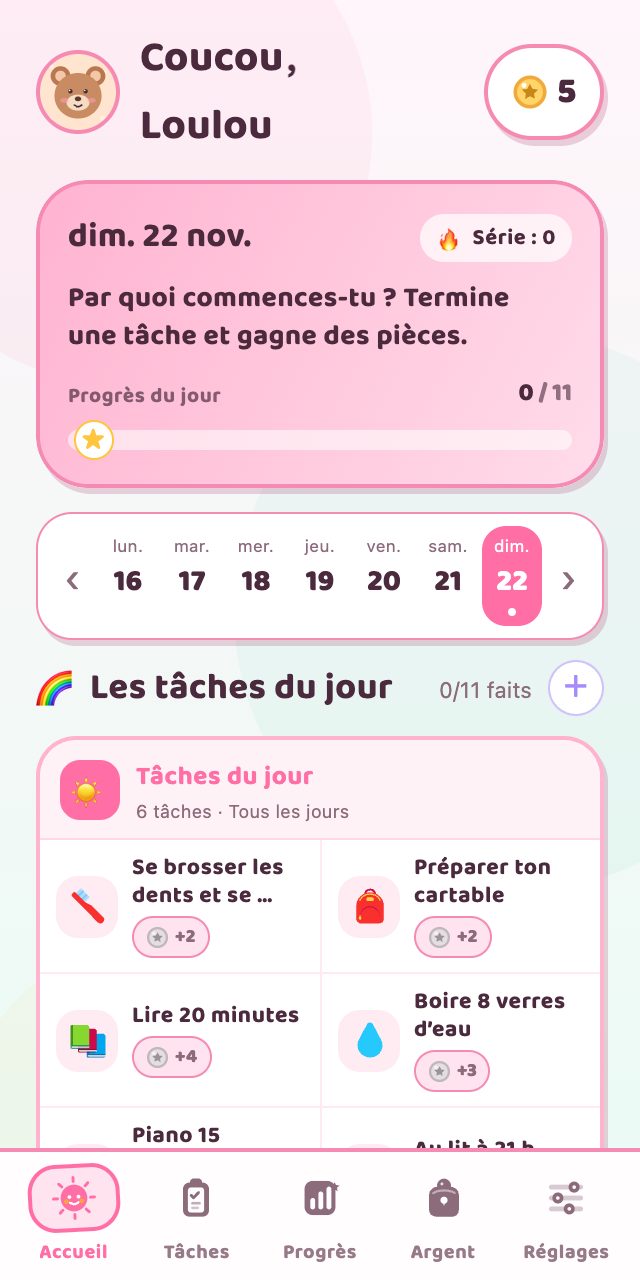 Coucou,
Loulou
5
dim. 22 nov.
Série : 0
Par quoi commences-tu ? Termine
une tâche et gagne des pièces.
Progrès du jour
0 / 11
lun. mar. mer. jeu. ven. sam. dim.
‹ 16 17 18 19 20 21 22 ›
Les tâches du jour
0/11 faits
+
Tâches du jour
6 tâches · Tous les jours
Se brosser les
dents et se ...
+2
Préparer ton
cartable
+2
Lire 20 minutes
+4
Boire 8 verres
d’eau
+3
Piano 15
Au lit à 21 h
Accueil Tâches Progrès Argent Réglages